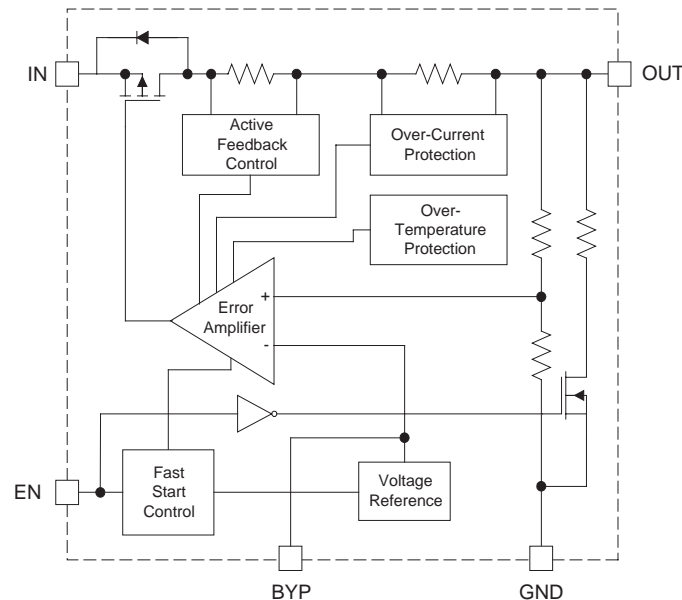 IN
OUT
Active
Feedback
Control
Over-Current
Protection
Over-
Temperature
Protection
Error
Amplifier
+
-
EN
Fast
Start
Control
Voltage
Reference
BYP
GND